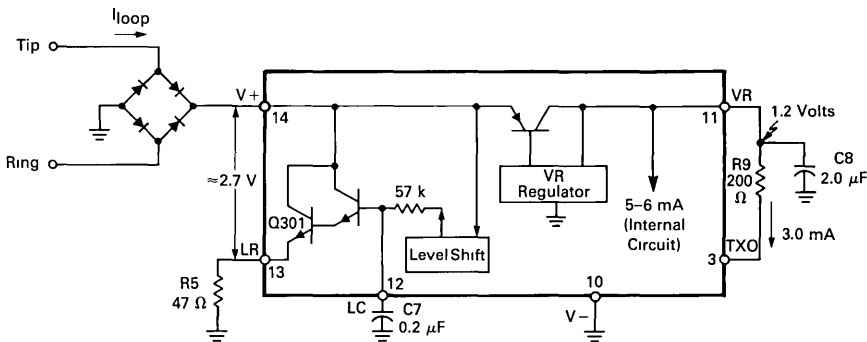 I loop
Tip
V+
14
VR
11
1.2 Volts
Ring
≈2.7 V
Q301
57 k
VR
Regulator
Level Shift
5–6 mA
(Internal
Circuit)
R9
200
Ω
C8
2.0 µF
3.0 mA
TXO
3
LR
13
R5
47 Ω
12
LC
C7
0.2 µF
10
V–